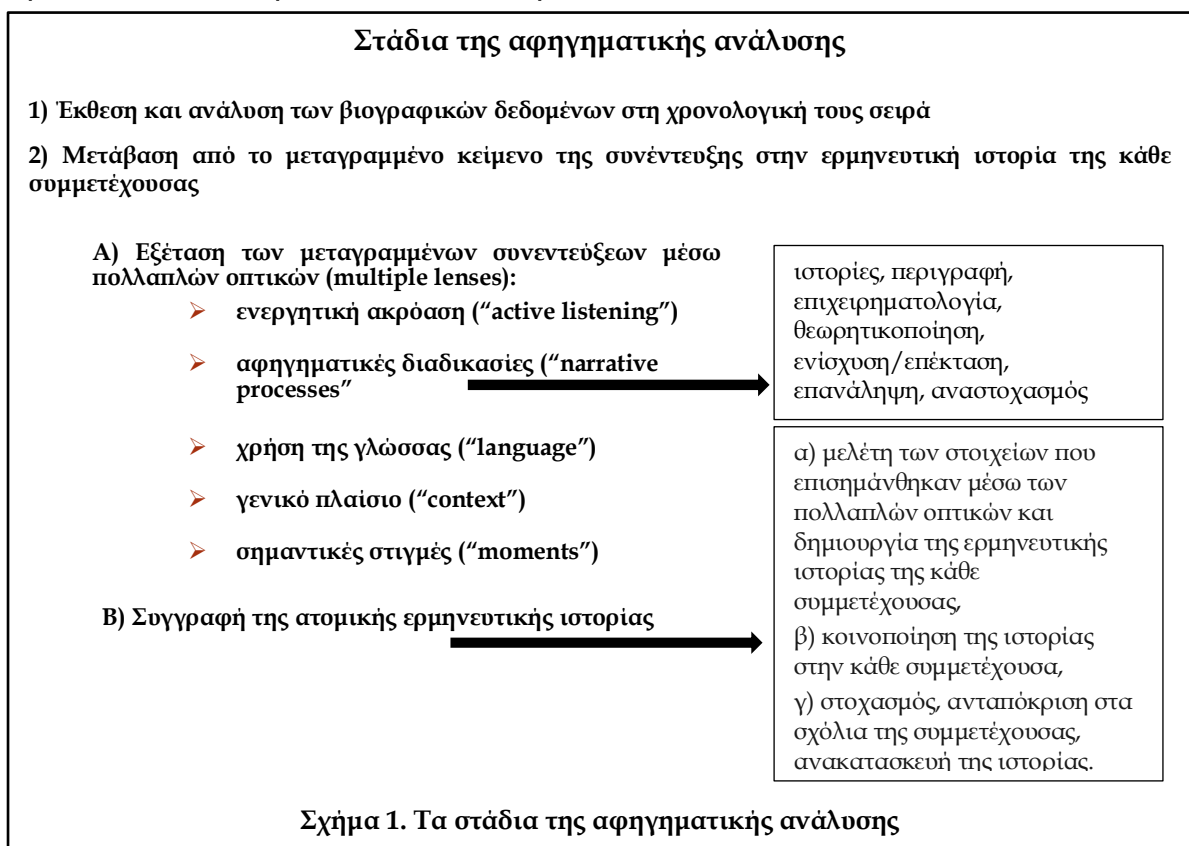 Στάδια της αφηγηματικής ανάλυσης
1) Έκθεση και ανάλυση των βιογραφικών δεδομένων στη χρονολογική τους σειρά
2) Μετάβαση από το μεταγραμμένο κείμενο της συνέντευξης στην ερμηνευτική ιστορία της κάθε
συμμετέχουσας
Α) Εξέταση των μεταγραμμένων συνεντεύξεων μέσω
πολλαπλών οπτικών (multiple lenses):
➢ ενεργητική ακρόαση (“active listening”)
➢ αφηγηματικές διαδικασίες (“narrative
processes”
➢ χρήση της γλώσσας (“language”)
➢ γενικό πλαίσιο (“context”)
➢ σημαντικές στιγμές (“moments”)
Β) Συγγραφή της ατομικής ερμηνευτικής ιστορίας
ιστορίες, περιγραφή,
επιχειρηματολογία,
θεωρητικοποίηση,
ενίσχυση/επέκταση,
επανάληψη, αναστοχασμός
α) μελέτη των στοιχείων που
επισημάνθηκαν μέσω των
πολλαπλών οπτικών και
δημιουργία της ερμηνευτικής
ιστορίας της κάθε
συμμετέχουσας,
β) κοινοποίηση της ιστορίας
στην κάθε συμμετέχουσα,
γ) στοχασμός, ανταπόκριση στα
σχόλια της συμμετέχουσας,
ανακατασκευή της ιστορίας.
Σχήμα 1. Τα στάδια της αφηγηματικής ανάλυσης